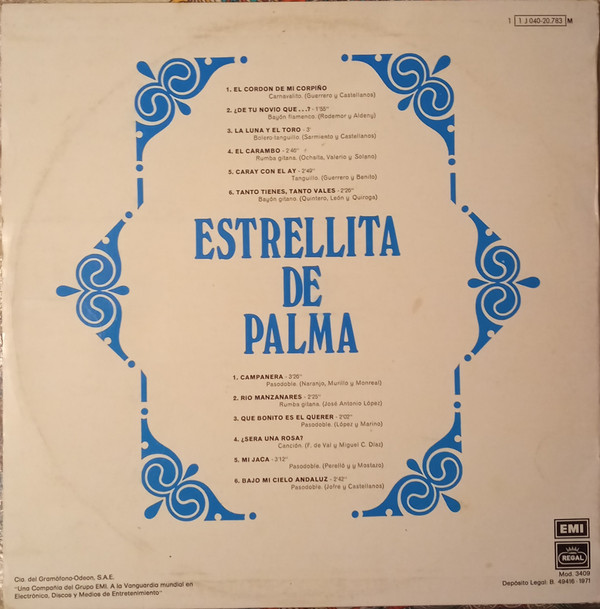 1 1 J 040-20.783 M
1. EL CORDON DE MI CORPIÑO
Carnavalito. (Guerrero y Castellanos)
2. ¿DE TU NOVIO QUE...? - 1'55"
Bayón flamenco. (Rodemor y Aldeny)
3. LA LUNA Y EL TORO - 3'
Bolero-tanguillo. (Sarmiento y Castellanos)
4. EL CARAMBO - 2'46"
Rumba gitana. (Ochaíta, Valerio y Solano)
5. CARAY CON EL AY - 2'49"
Tanguillo. (Guerrero y Benito)
6. TANTO TIENES, TANTO VALES - 2'26"
Bayón gitano. (Quintero, León y Quiroga)
ESTRELLITA
DE
PALMA
1. CAMPANERA - 3'26"
Pasodoble. (Naranjo, Murillo y Monreal)
2. RIO MANZANARES - 2'25"
Rumba gitana. (José Antonio López)
3. QUE BONITO ES EL QUERER - 2'02"
Pasodoble. (López y Marino)
4. ¿SERA UNA ROSA?
Canción. (F. de Val y Miguel C. Díaz)
5. MI JACA - 2'12"
Pasodoble. (Perelló y y Mostazo)
6. BAJO MI CIELO ANDALUZ - 2'42"
Pasodoble. (Jofre y Castellanos)
EMI
REGAL
Mod. 3409
Cía. del Gramófono-Odeon, S.A.E.
"Una Compañía del Grupo EMI. A la Vanguardia mundial en
Electrónica, Discos y Medios de Entretenimiento"
Depósito Legal: B. 49416 - 1971